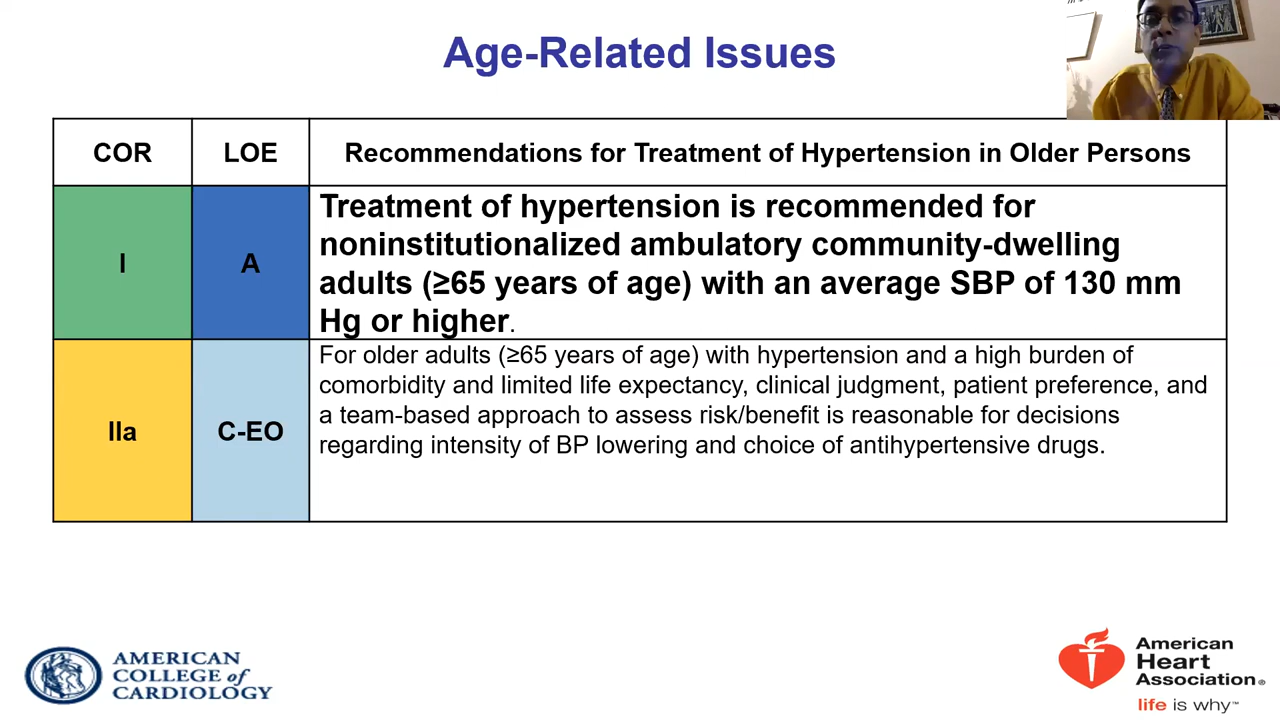 Age-Related Issues
COR
LOE
Recommendations for Treatment of Hypertension in Older Persons
I
A
Treatment of hypertension is recommended for
noninstitutionalized ambulatory community-dwelling
adults (≥65 years of age) with an average SBP of 130 mm
Hg or higher.
IIa
C-EO
For older adults (≥65 years of age) with hypertension and a high burden of
comorbidity and limited life expectancy, clinical judgment, patient preference, and
a team-based approach to assess risk/benefit is reasonable for decisions
regarding intensity of BP lowering and choice of antihypertensive drugs.
AMERICAN
COLLEGE of
CARDIOLOGY
American
Heart
Association®
life is why™